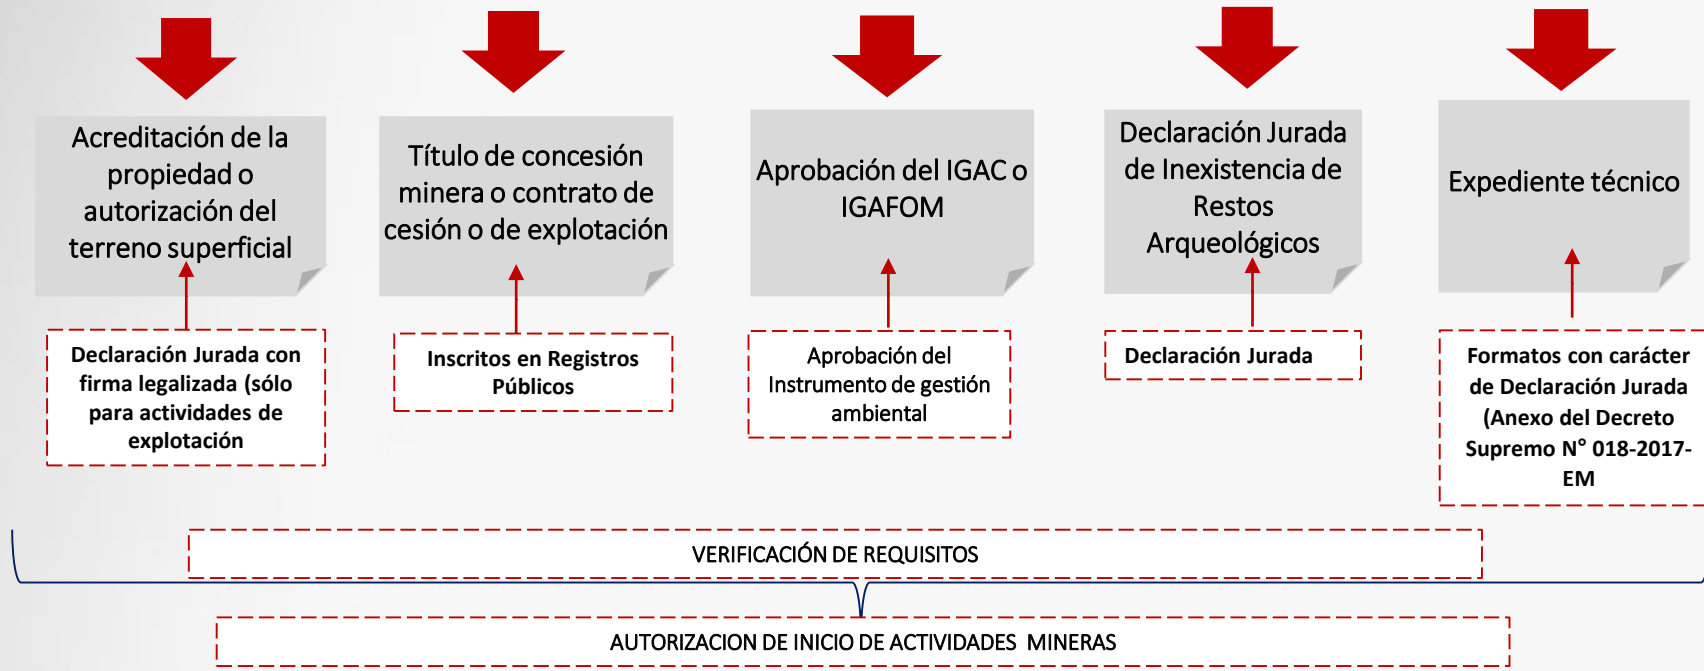 Acreditación de la
propiedad o
autorización del
terreno superficial
Título de concesión
minera o contrato de
cesión o de explotación
Aprobación del IGAC o
IGAFOM
Declaración Jurada
de Inexistencia de
Restos
Arqueológicos
Expediente técnico
Declaración Jurada con
firma legalizada (sólo
para actividades de
explotación
Inscritos en Registros
Públicos
Aprobación del
Instrumento de gestión
ambiental
Declaración Jurada
Formatos con carácter
de Declaración Jurada
(Anexo del Decreto
Supremo N° 018-2017-
EM
VERIFICACIÓN DE REQUISITOS
AUTORIZACION DE INICIO DE ACTIVIDADES MINERAS